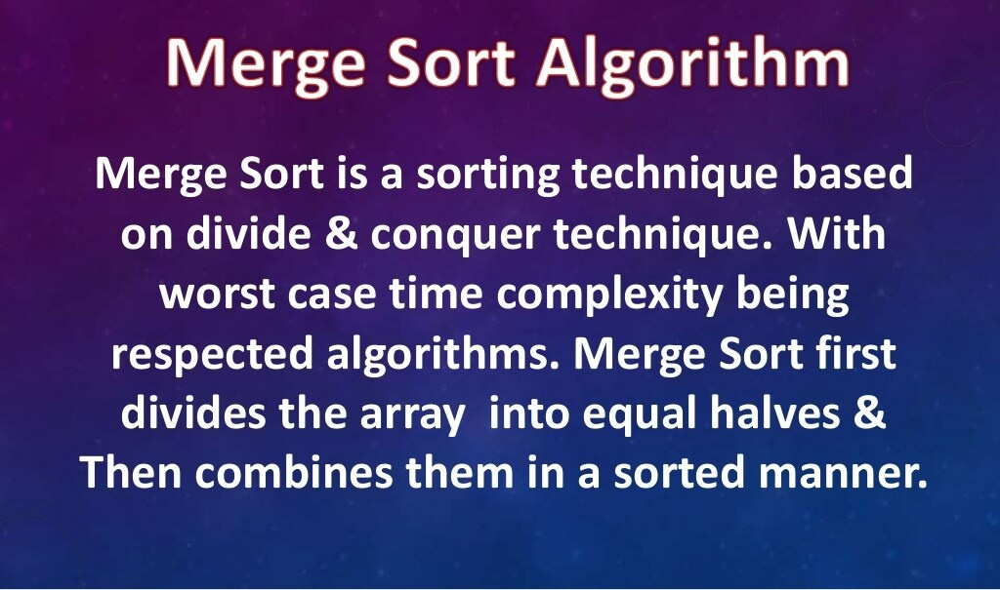 Merge Sort Algorithm
Merge Sort is a sorting technique based
on divide & conquer technique. With
worst case time complexity being
respected algorithms. Merge Sort first
divides the array  into equal halves &
Then combines them in a sorted manner.